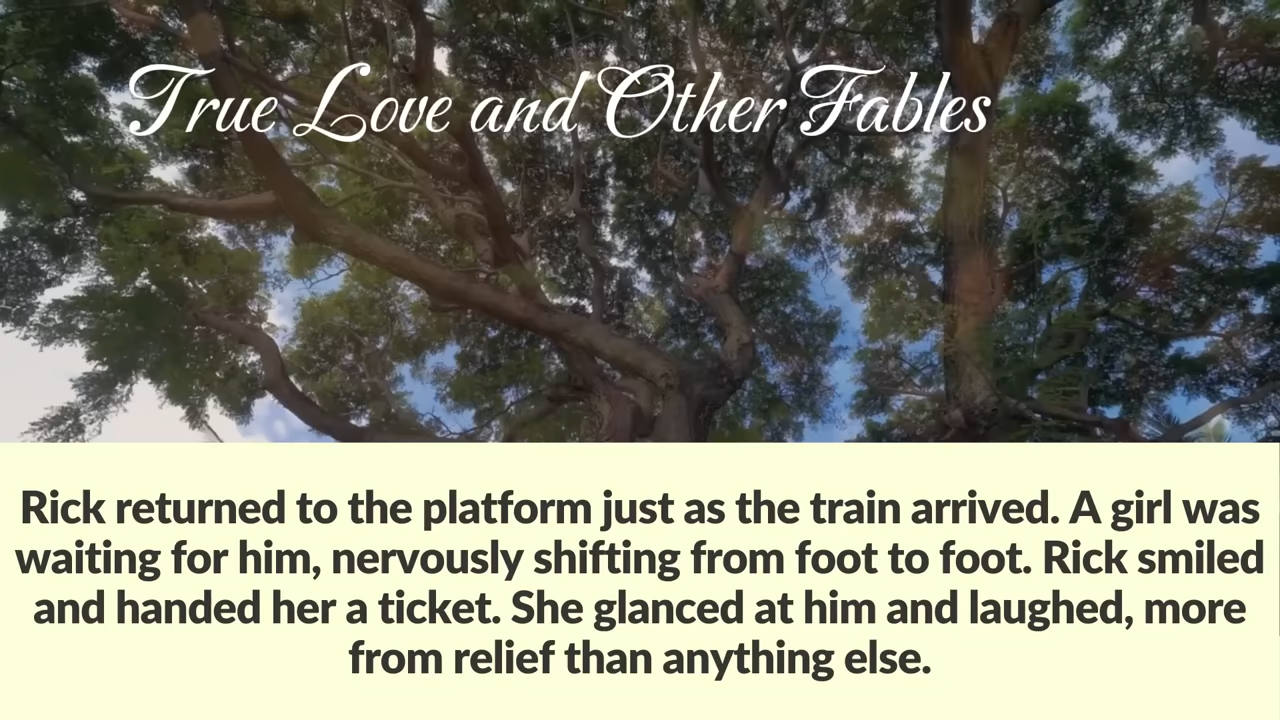 True Love and Other Fables
Rick returned to the platform just as the train arrived. A girl was
waiting for him, nervously shifting from foot to foot. Rick smiled
and handed her a ticket. She glanced at him and laughed, more
from relief than anything else.